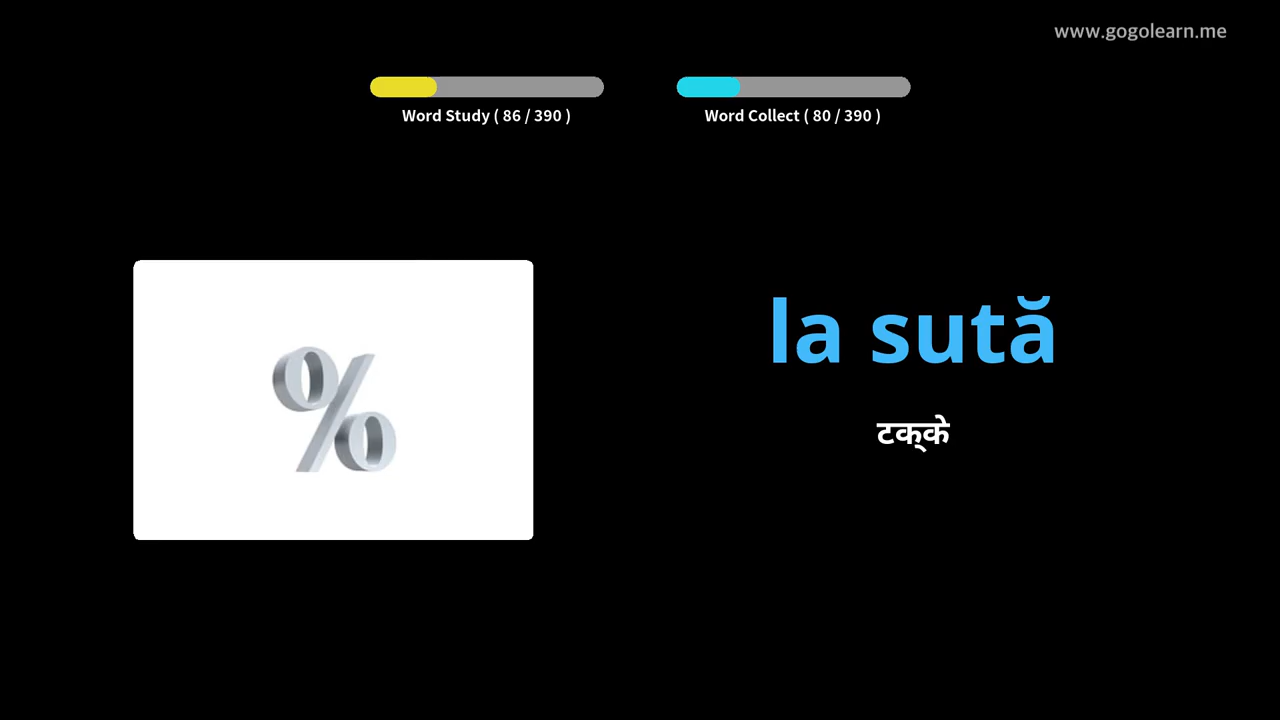 www.gogolearn.me
Word Study ( 86 / 390 )
Word Collect ( 80 / 390 )
%
la sută
टक्के